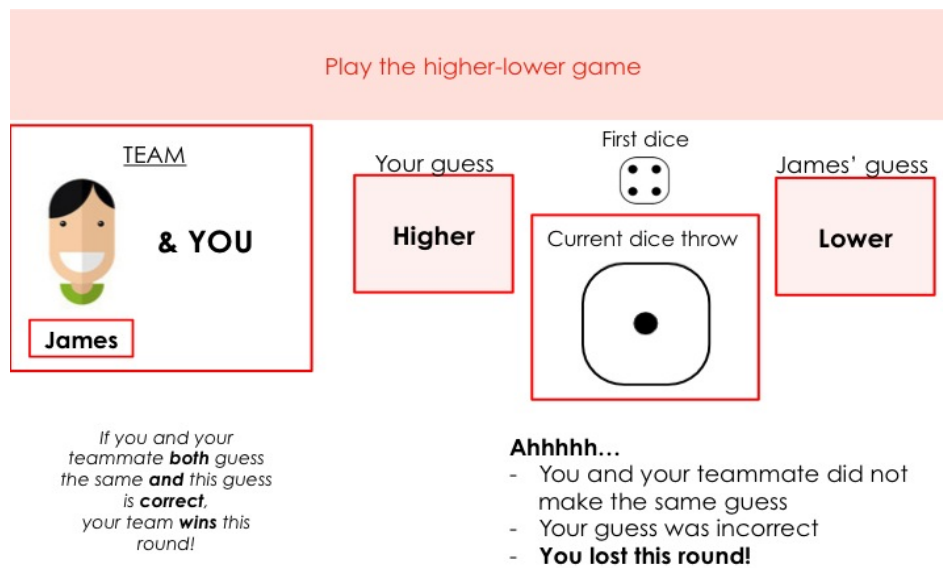 Play the higher-lower game
TEAM
& YOU
James
Your guess
Higher
First dice
Current dice throw
James’ guess
Lower
If you and your
teammate both guess
the same and this guess
is correct,
your team wins this
round!
Ahhhhh…
- You and your teammate did not
make the same guess
- Your guess was incorrect
- You lost this round!